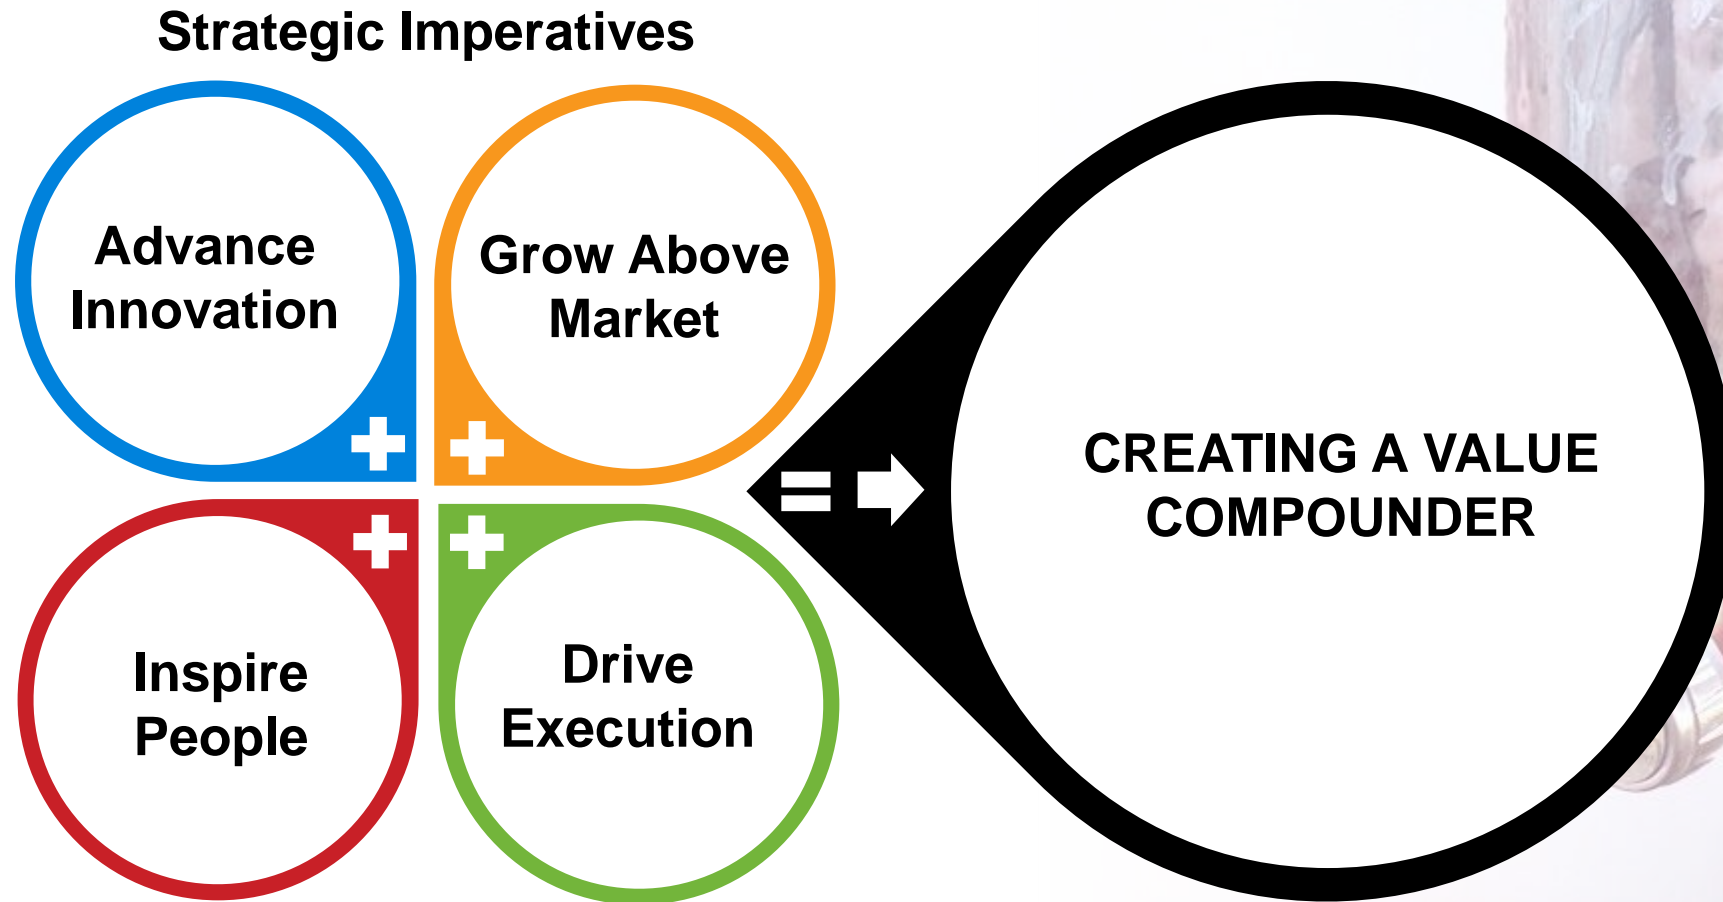 Strategic Imperatives
Advance
Innovation
Grow Above
Market
Inspire
People
Drive
Execution
CREATING A VALUE
COMPOUNDER